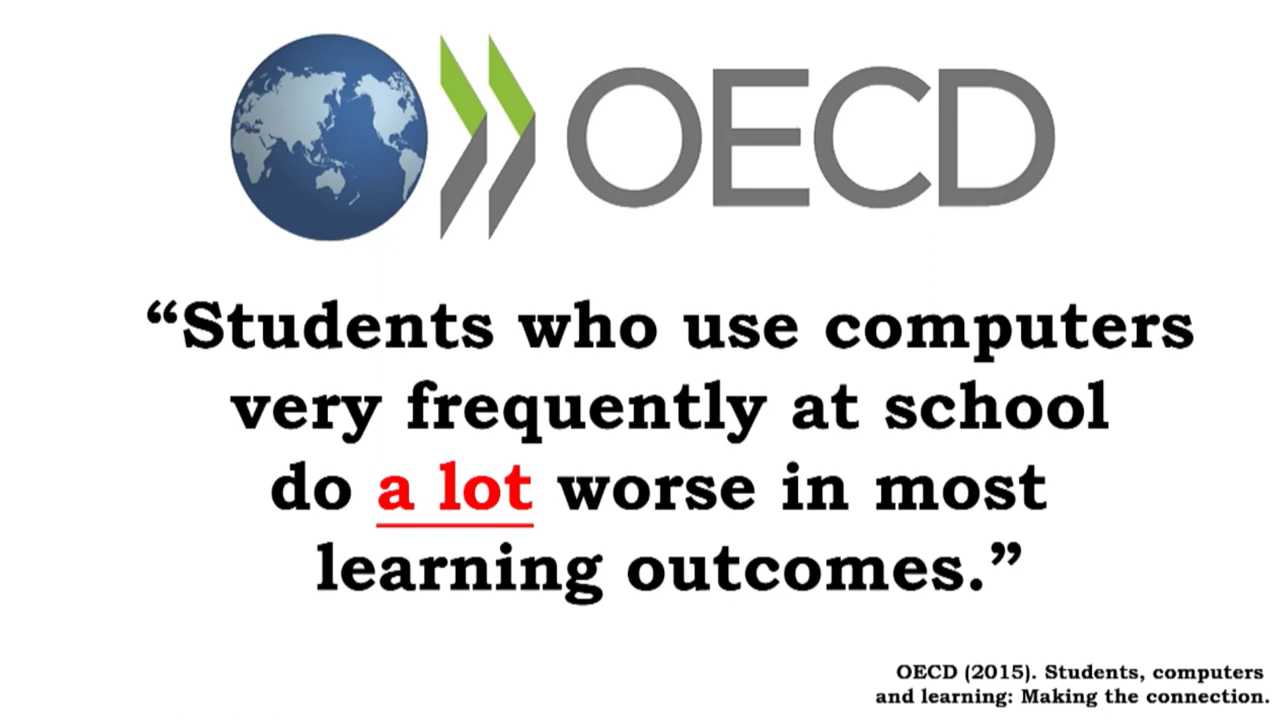 OECD
“Students who use computers
very frequently at school
do a lot worse in most
learning outcomes.”
OECD (2015). Students, computers
and learning: Making the connection.